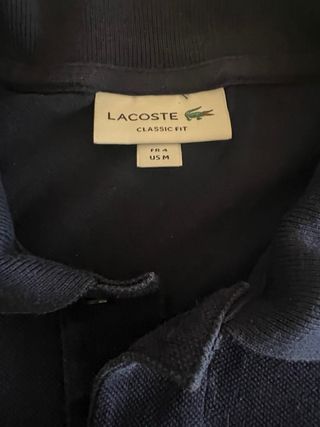 LACOSTE
CLASSIC FIT
FR 4
US M